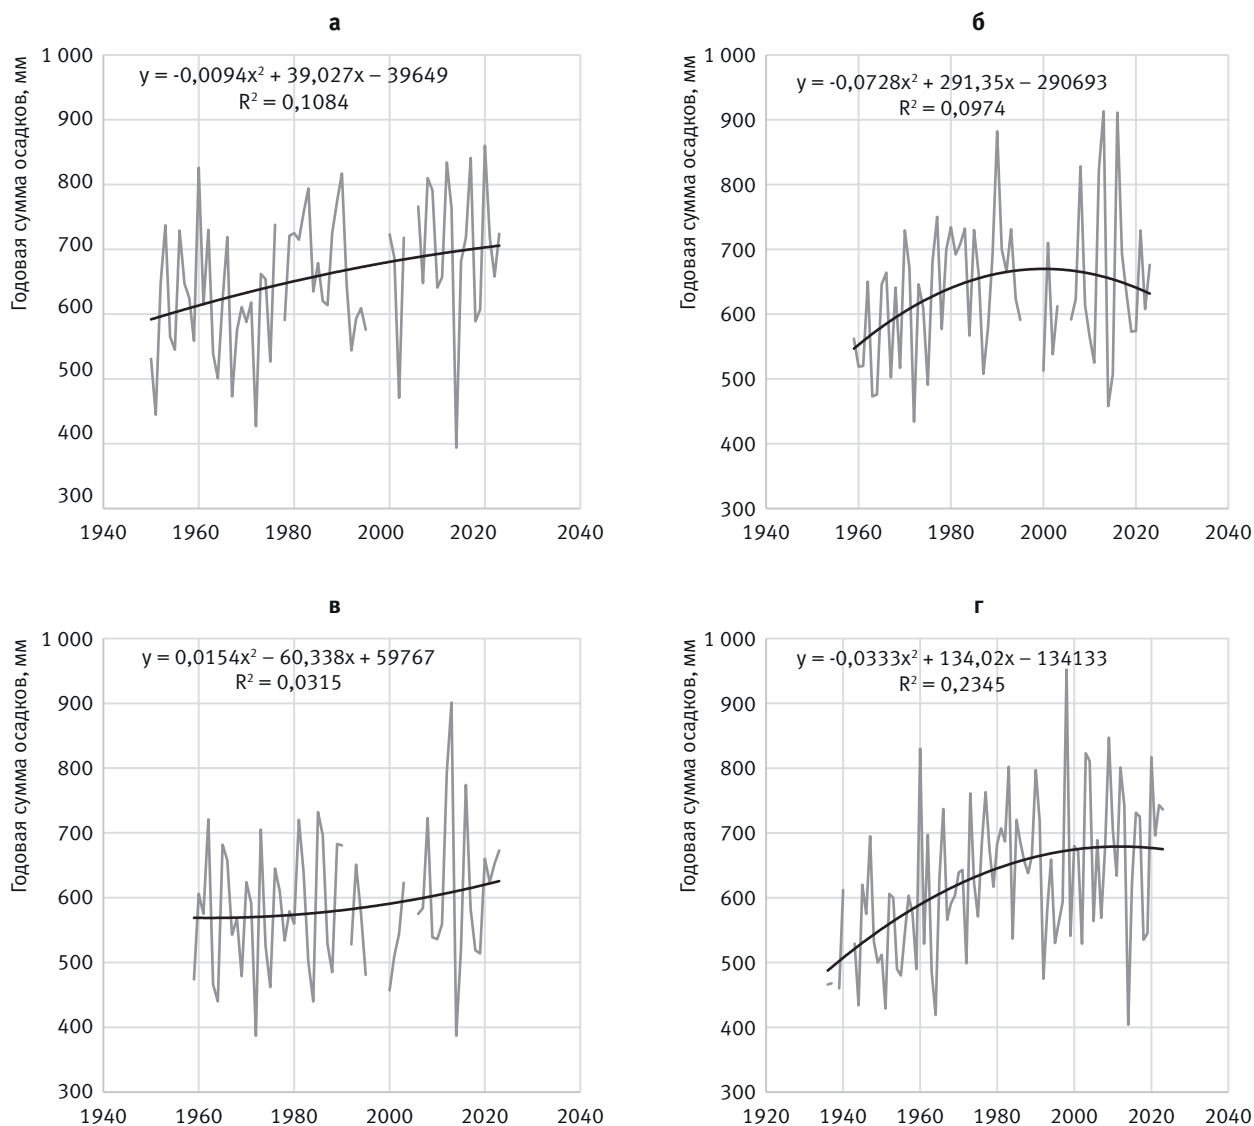 а
Годовая сумма осадков, мм
1 000
900
800
700
600
500
400
300
y = -0,0094x² + 39,027x – 39649
R² = 0,1084
1940 1960 1980 2000 2020 2040
б
Годовая сумма осадков, мм
1 000
900
800
700
600
500
400
300
y = -0,0728x² + 291,35x – 290693
R² = 0,0974
1940 1960 1980 2000 2020 2040
в
Годовая сумма осадков, мм
1 000
900
800
700
600
500
400
300
y = 0,0154x² – 60,338x + 59767
R² = 0,0315
1940 1960 1980 2000 2020 2040
г
Годовая сумма осадков, мм
1 000
900
800
700
600
500
400
300
y = -0,0333x² + 134,02x – 134133
R² = 0,2345
1920 1940 1960 1980 2000 2020 2040